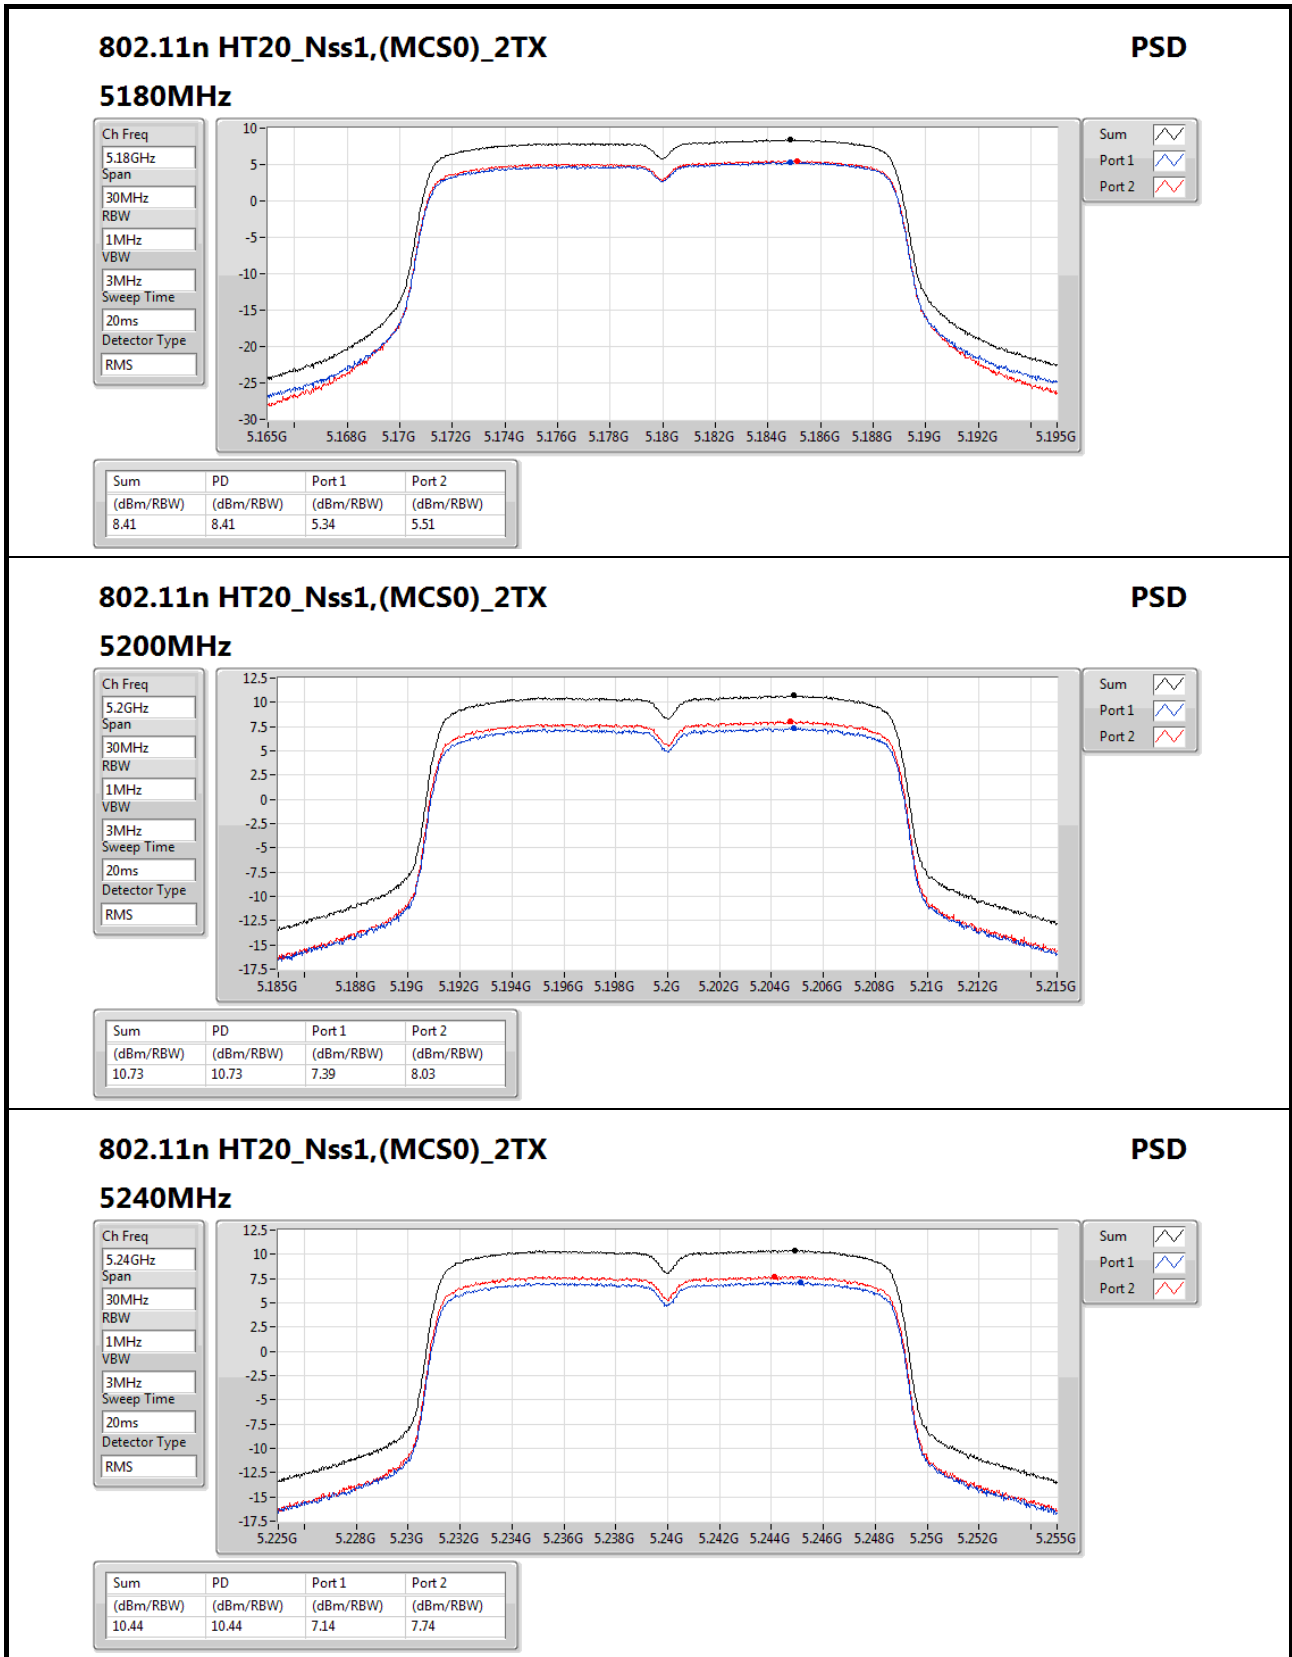 802.11n HT20_Nss1,(MCS0)_2TX PSD
5180MHz
Ch Freq
5.18GHz
Span
30MHz
RBW
1MHz
VBW
3MHz
Sweep Time
20ms
Detector Type
RMS
10
5
0
-5
-10
-15
-20
-25
-30
5.165G 5.168G 5.17G 5.172G 5.174G 5.176G 5.178G 5.18G 5.182G 5.184G 5.186G 5.188G 5.19G 5.192G 5.195G
Sum
Port 1
Port 2
Sum PD Port 1 Port 2
(dBm/RBW) (dBm/RBW) (dBm/RBW) (dBm/RBW)
8.41 8.41 5.34 5.51
802.11n HT20_Nss1,(MCS0)_2TX PSD
5200MHz
Ch Freq
5.2GHz
Span
30MHz
RBW
1MHz
VBW
3MHz
Sweep Time
20ms
Detector Type
RMS
12.5
10
7.5
5
2.5
0
-2.5
-5
-7.5
-10
-12.5
-15
-17.5
5.185G 5.188G 5.19G 5.192G 5.194G 5.196G 5.198G 5.2G 5.202G 5.204G 5.206G 5.208G 5.21G 5.212G 5.215G
Sum
Port 1
Port 2
Sum PD Port 1 Port 2
(dBm/RBW) (dBm/RBW) (dBm/RBW) (dBm/RBW)
10.73 10.73 7.39 8.03
802.11n HT20_Nss1,(MCS0)_2TX PSD
5240MHz
Ch Freq
5.24GHz
Span
30MHz
RBW
1MHz
VBW
3MHz
Sweep Time
20ms
Detector Type
RMS
12.5
10
7.5
5
2.5
0
-2.5
-5
-7.5
-10
-12.5
-15
-17.5
5.225G 5.228G 5.23G 5.232G 5.234G 5.236G 5.238G 5.24G 5.242G 5.244G 5.246G 5.248G 5.25G 5.252G 5.255G
Sum
Port 1
Port 2
Sum PD Port 1 Port 2
(dBm/RBW) (dBm/RBW) (dBm/RBW) (dBm/RBW)
10.44 10.44 7.14 7.74